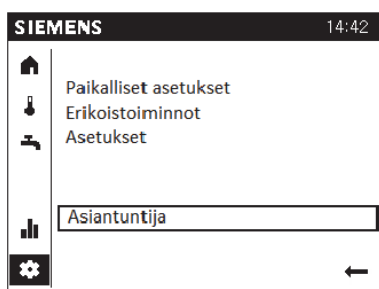 SIEMENS 14:42
Paikalliset asetukset
Erikoistoiminnot
Asetukset
Asiantuntija